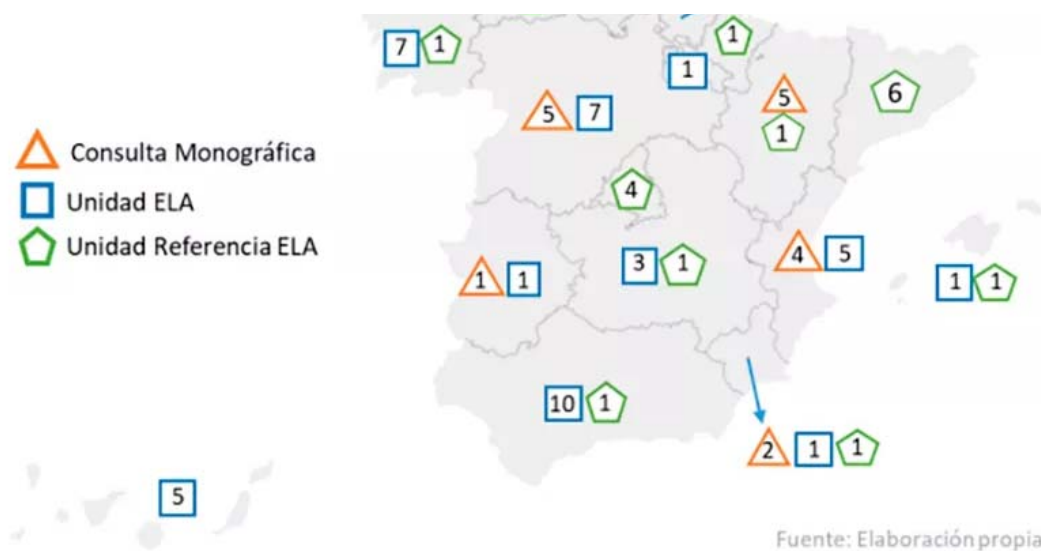 7 1
1
1
5 7
5
1
6
Consulta Monográfica
Unidad ELA
Unidad Referencia ELA
4
1 1
3 1
4 5
1 1
10 1
2 1 1
5
Fuente: Elaboración propia